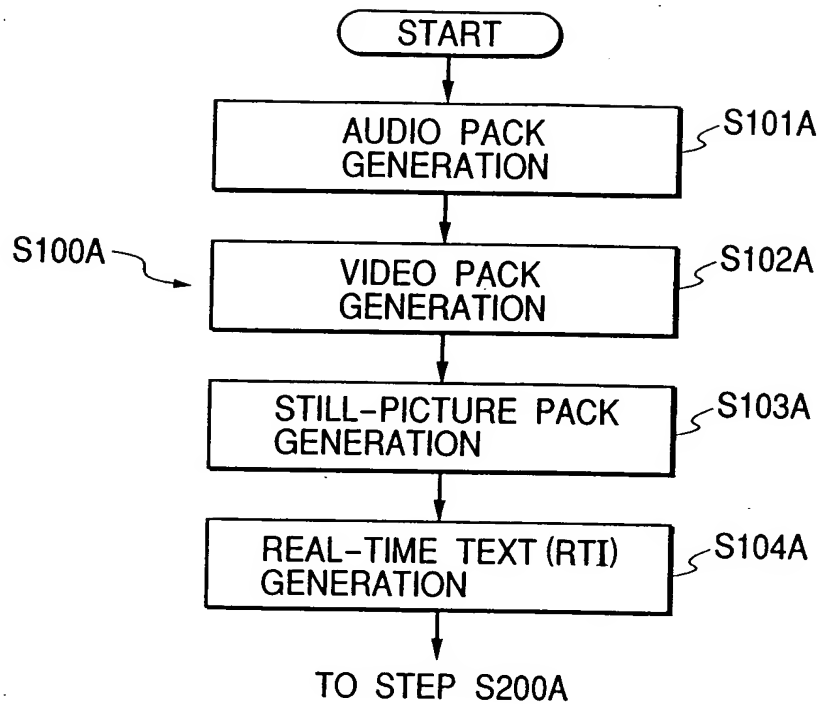 START
AUDIO PACK
GENERATION
S101A
S100A
VIDEO PACK
GENERATION
S102A
STILL-PICTURE PACK
GENERATION
S103A
REAL-TIME TEXT (RTI)
GENERATION
S104A
TO STEP S200A